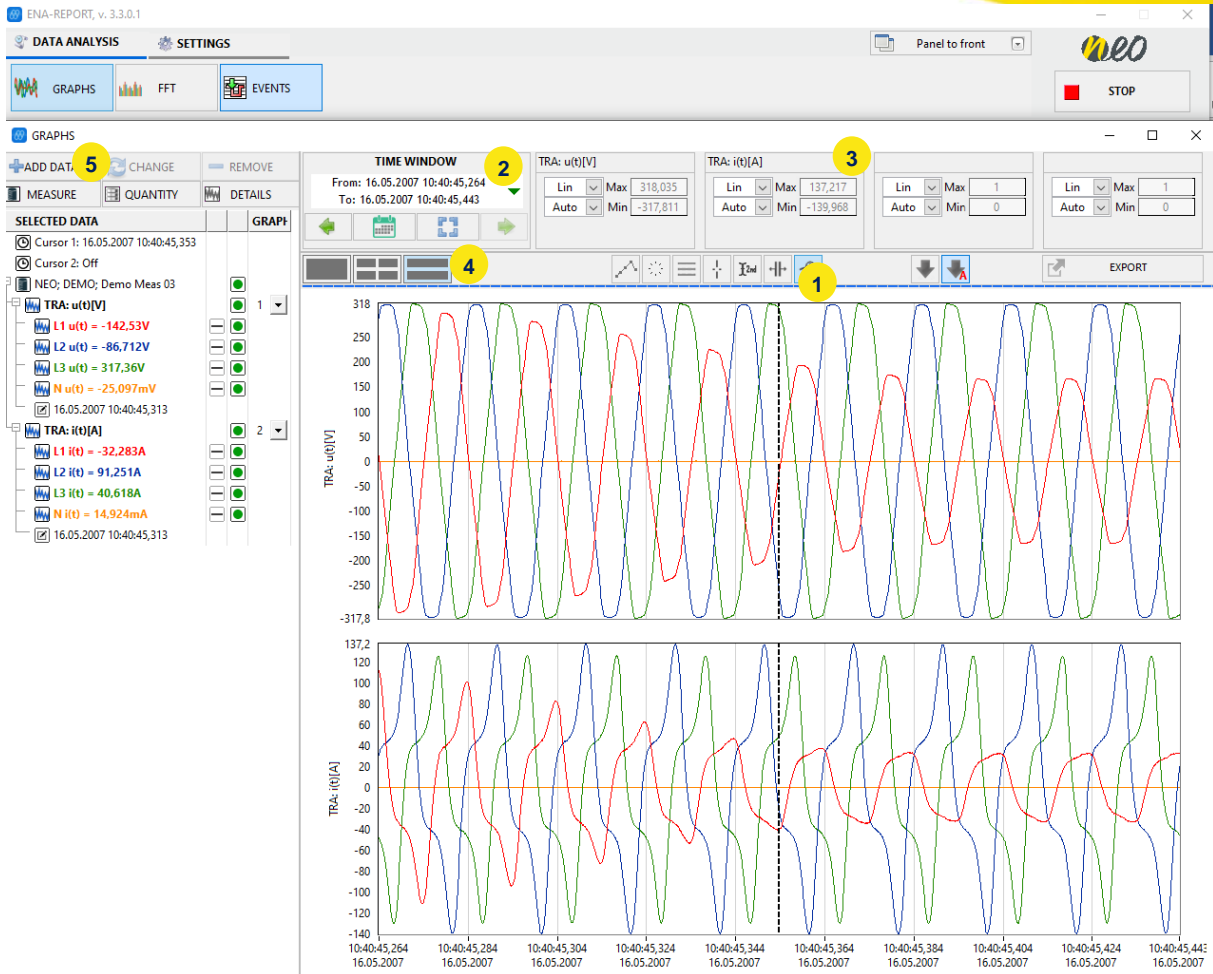 ENA-REPORT, v. 3.3.0.1
DATA ANALYSIS
SETTINGS
Panel to front
neo
GRAPHS
FFT
EVENTS
STOP
GRAPHS
ADD DATA
5
CHANGE
REMOVE
MEASURE
QUANTITY
DETAILS
TIME WINDOW
2
From: 16.05.2007 10:40:45,264
To: 16.05.2007 10:40:45,443
TRA: u(t)[V]
Lin Max 318,035
Auto Min -317,811
TRA: i(t)[A]
3
Lin Max 137,217
Auto Min -139,968
Lin Max 1
Auto Min 0
Lin Max 1
Auto Min 0
4
2nd
1
A
EXPORT
SELECTED DATA
GRAPH
Cursor 1: 16.05.2007 10:40:45,353
Cursor 2: Off
NEO; DEMO; Demo Meas 03
TRA: u(t)[V] 1
L1 u(t) = -142,53V
L2 u(t) = -86,712V
L3 u(t) = 317,36V
N u(t) = -25,097mV
16.05.2007 10:40:45,313
TRA: i(t)[A] 2
L1 i(t) = -32,283A
L2 i(t) = 91,251A
L3 i(t) = 40,618A
N i(t) = 14,924mA
16.05.2007 10:40:45,313
TRA: u(t)[V]
318
250
200
150
100
50
0
-50
-100
-150
-200
-250
-317,8
TRA: i(t)[A]
137,2
120
100
80
60
40
20
0
-20
-40
-60
-80
-100
-120
-140
10:40:45,264 10:40:45,284 10:40:45,304 10:40:45,324 10:40:45,344 10:40:45,364 10:40:45,384 10:40:45,404 10:40:45,424 10:40:45,443
16.05.2007 16.05.2007 16.05.2007 16.05.2007 16.05.2007 16.05.2007 16.05.2007 16.05.2007 16.05.2007 16.05.2007